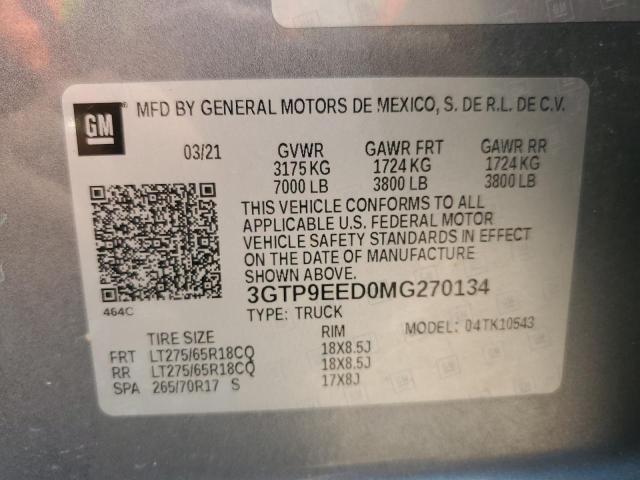 GM ® MFD BY GENERAL MOTORS DE MEXICO, S. DE R.L. DE C.V.
03/21 GVWR GAWR FRT GAWR RR
3175 KG 1724 KG 1724 KG
7000 LB 3800 LB 3800 LB
THIS VEHICLE CONFORMS TO ALL
APPLICABLE U.S. FEDERAL MOTOR
VEHICLE SAFETY STANDARDS IN EFFECT
ON THE DATE OF MANUFACTURE
SHOWN ABOVE.
464C
3GTP9EED0MG270134
TYPE: TRUCK MODEL: 04TK10543
TIRE SIZE RIM
FRT LT275/65R18CQ 18X8.5J
RR LT275/65R18CQ 18X8.5J
SPA 265/70R17 S 17X8J